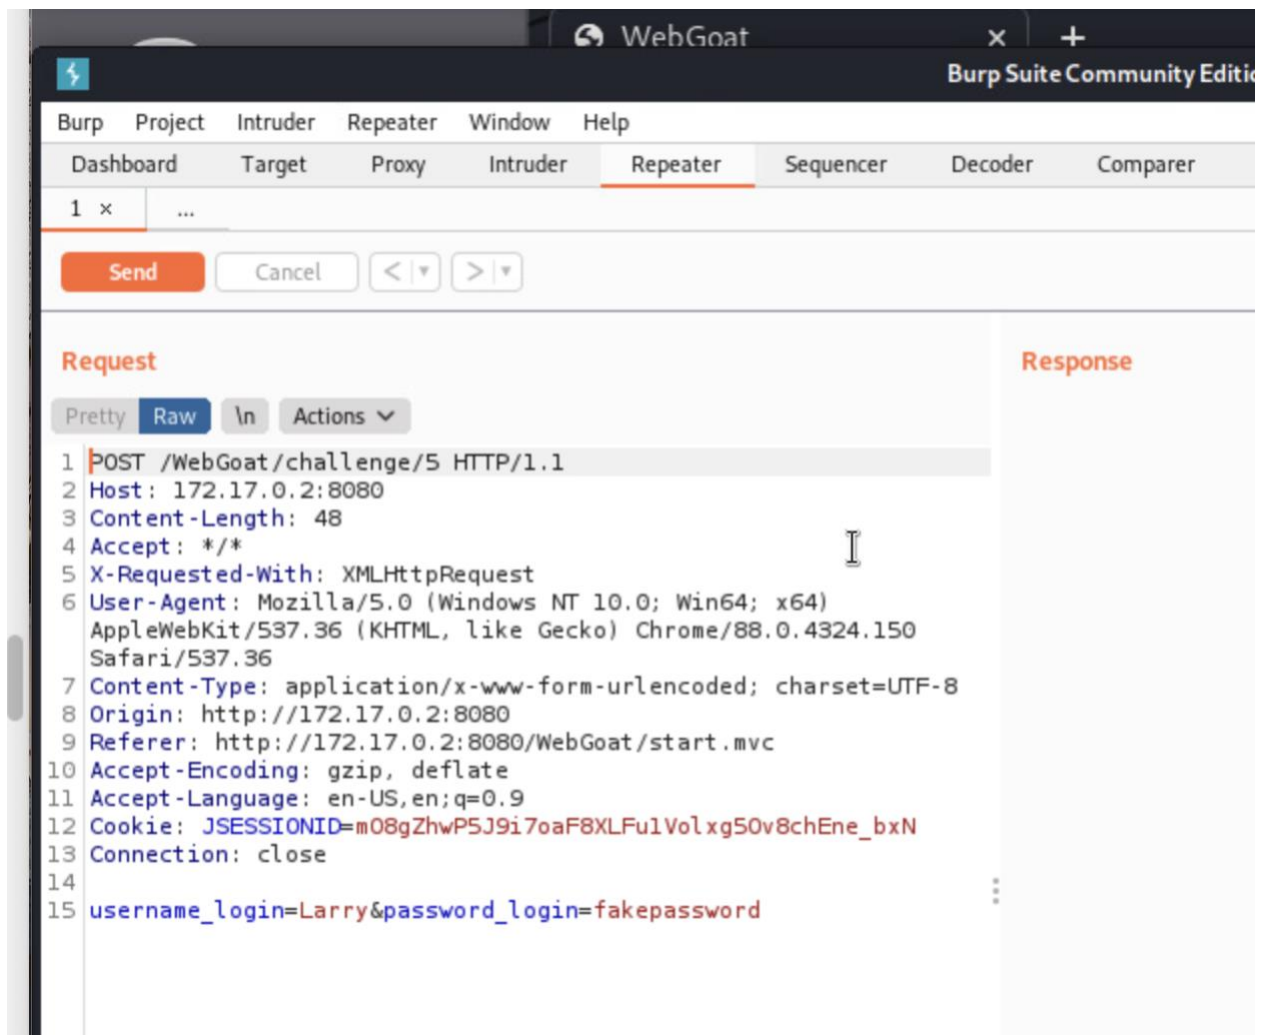 WebGoat
Burp Suite Community Editio
Burp Project Intruder Repeater Window Help
Dashboard Target Proxy Intruder Repeater Sequencer Decoder Comparer
1 × ...
Send Cancel < >
Request Response
Pretty Raw \n Actions
1 POST /WebGoat/challenge/5 HTTP/1.1
2 Host: 172.17.0.2:8080
3 Content-Length: 48
4 Accept: */*
5 X-Requested-With: XMLHttpRequest
6 User-Agent: Mozilla/5.0 (Windows NT 10.0; Win64; x64)
AppleWebKit/537.36 (KHTML, like Gecko) Chrome/88.0.4324.150
Safari/537.36
7 Content-Type: application/x-www-form-urlencoded; charset=UTF-8
8 Origin: http://172.17.0.2:8080
9 Referer: http://172.17.0.2:8080/WebGoat/start.mvc
10 Accept-Encoding: gzip, deflate
11 Accept-Language: en-US,en;q=0.9
12 Cookie: JSESSIONID=mO8gZhwP5J9i7oaF8XLFu1Volxg5Ov8chEne_bxN
13 Connection: close
14
15 username_login=Larry&password_login=fakepassword